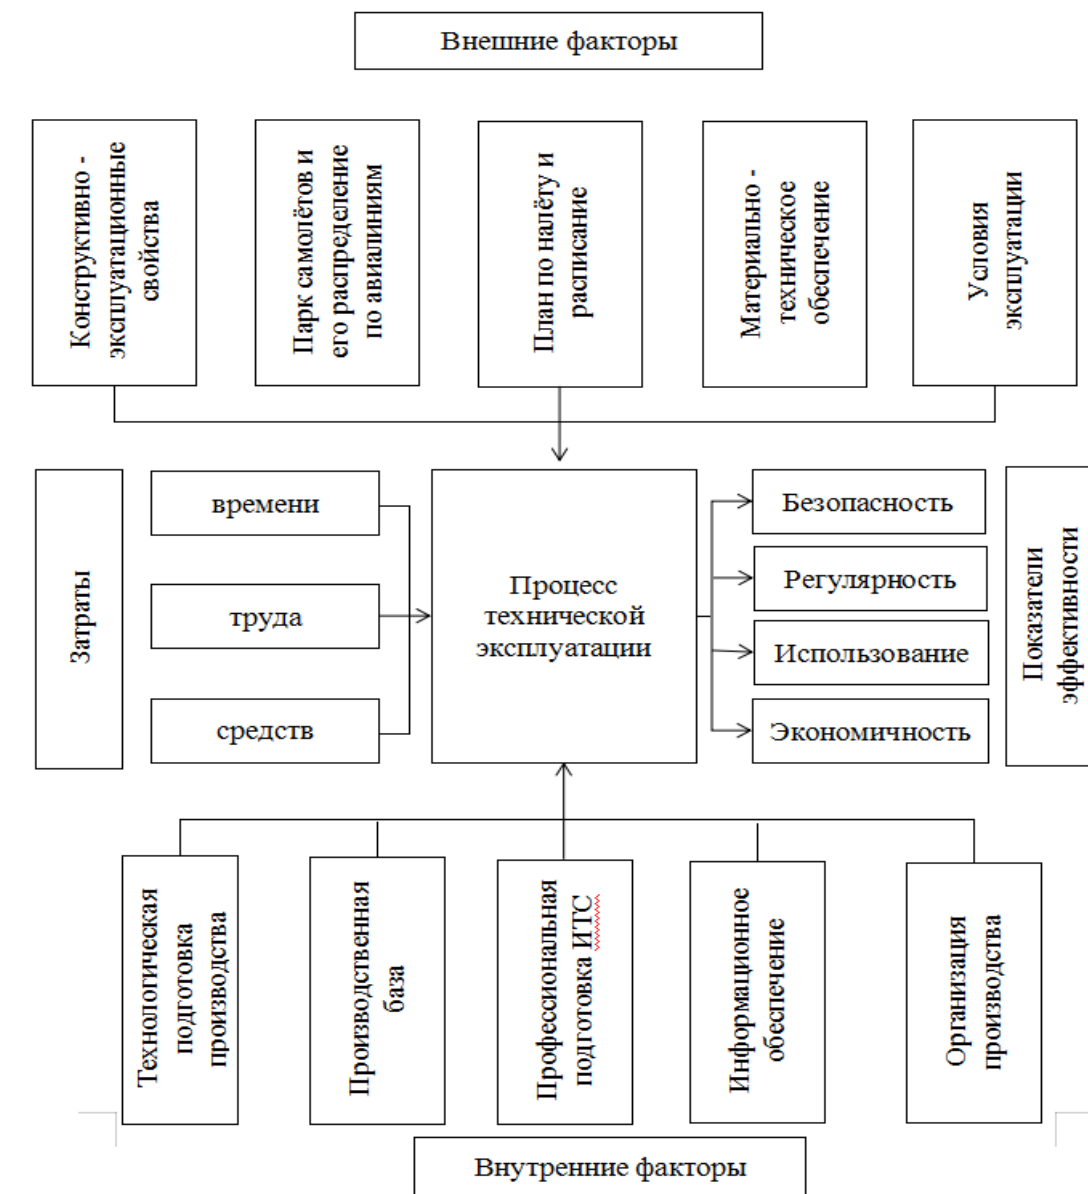 Внешние факторы
Конструктивно -
эксплуатационные
свойства
Парк самолётов и
его распределение
по авиалиниям
План по налёту и
расписание
Материально -
техническое
обеспечение
Условия
эксплуатации
Затраты
времени
труда
средств
Процесс
технической
эксплуатации
Безопасность
Регулярность
Использование
Экономичность
Показатели
эффективности
Технологическая
подготовка
производства
Производственная
база
Профессиональная
подготовка ИТС
Информационное
обеспечение
Организация
производства
Внутренние факторы